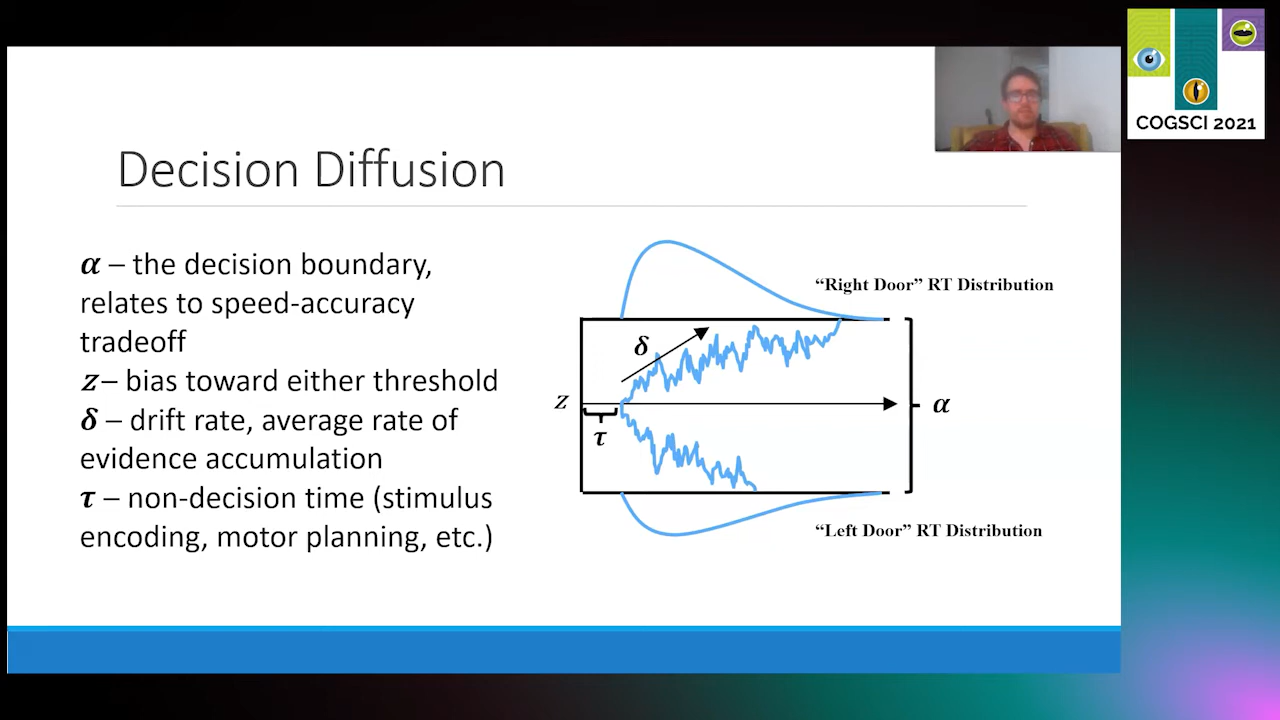 COGSCI 2021
Decision Diffusion
α – the decision boundary,
relates to speed-accuracy
tradeoff
z– bias toward either threshold
δ – drift rate, average rate of
evidence accumulation
τ – non-decision time (stimulus
encoding, motor planning, etc.)
“Right Door” RT Distribution
δ
z
τ
α
“Left Door” RT Distribution